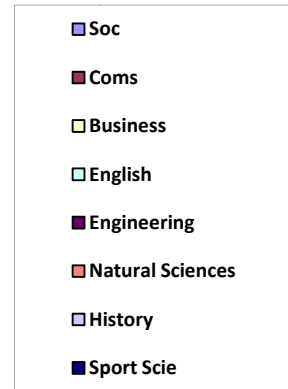 Soc
Coms
Business
English
Engineering
Natural Sciences
History
Sport Scie